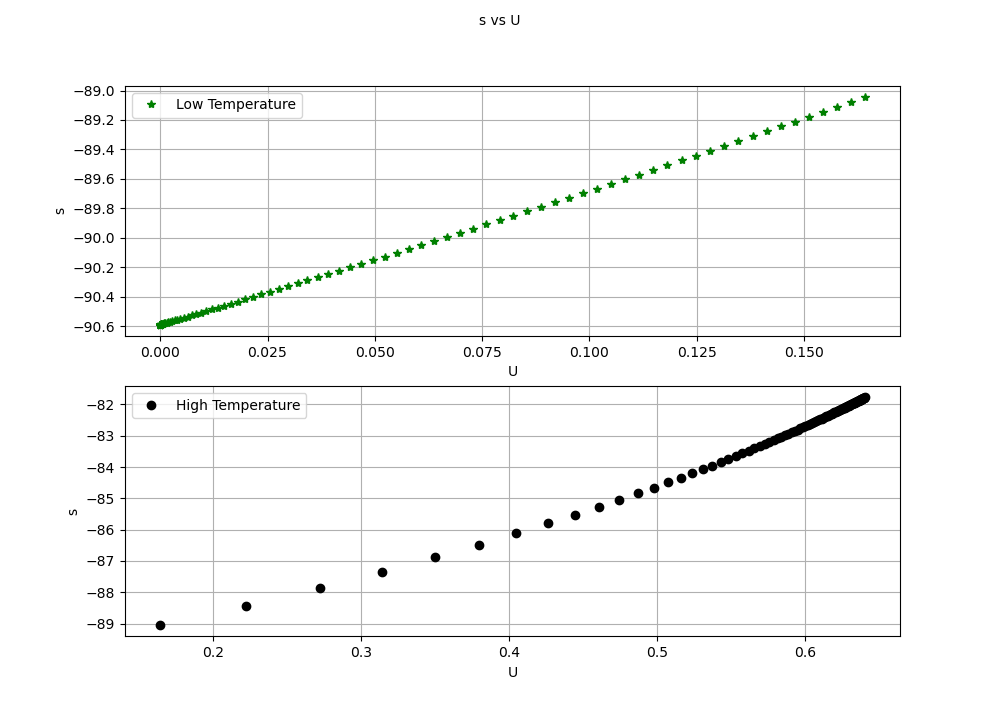 s vs U
−89.0
−89.2
−89.4
−89.6
−89.8
−90.0
−90.2
−90.4
−90.6
s
Low Temperature
0.000 0.025 0.050 0.075 0.100 0.125 0.150
U
−82
−83
−84
−85
−86
−87
−88
−89
s
High Temperature
0.2 0.3 0.4 0.5 0.6
U